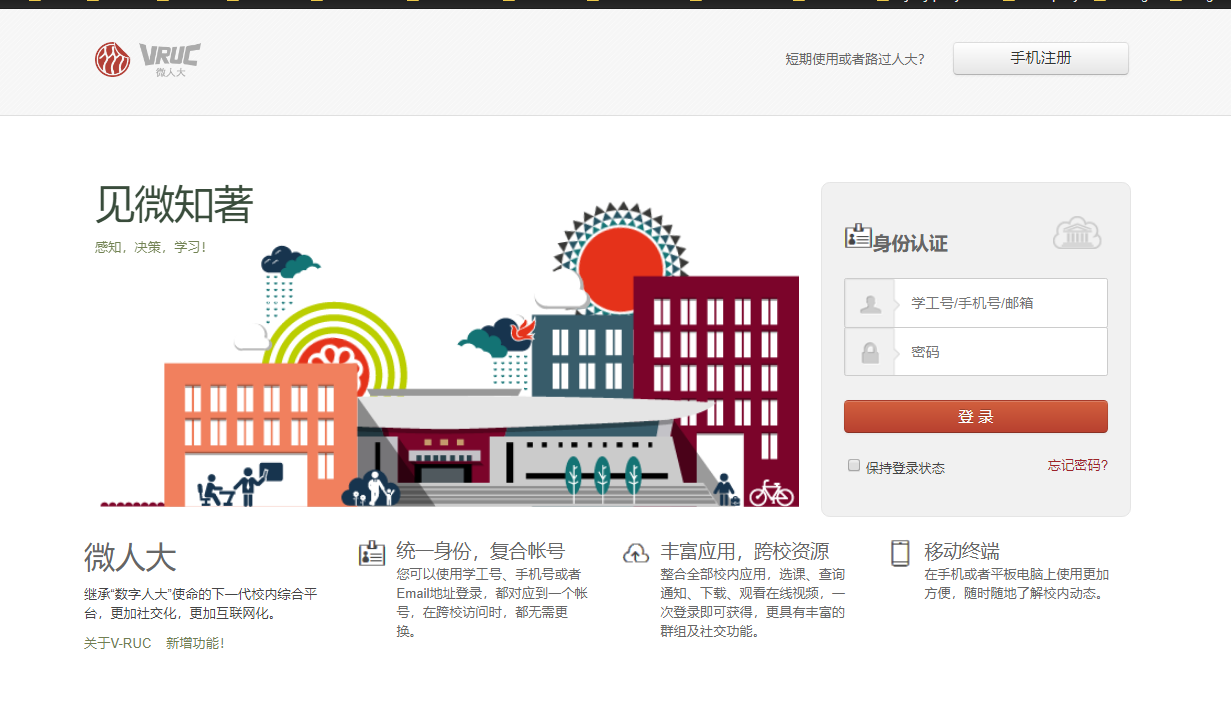 VRUC
微人大
短期使用或者路过人大?
手机注册
见微知著
感知，决策，学习!
身份认证
学工号/手机号/邮箱
密码
登 录
保持登录状态
忘记密码?
微人大
继承“数字人大”使命的下一代校内综合平
台，更加社交化，更加互联网化。
关于V-RUC 新增功能!
统一身份，复合帐号
您可以使用学工号、手机号或者
Email地址登录，都对应到一个帐
号，在跨校访问时，都无需更
换。
丰富应用，跨校资源
整合全部校内应用，选课、查询
通知、下载、观看在线视频，一
次登录即可获得，更具有丰富的
群组及社交功能。
移动终端
在手机或者平板电脑上使用更加
方便，随时随地了解校内动态。